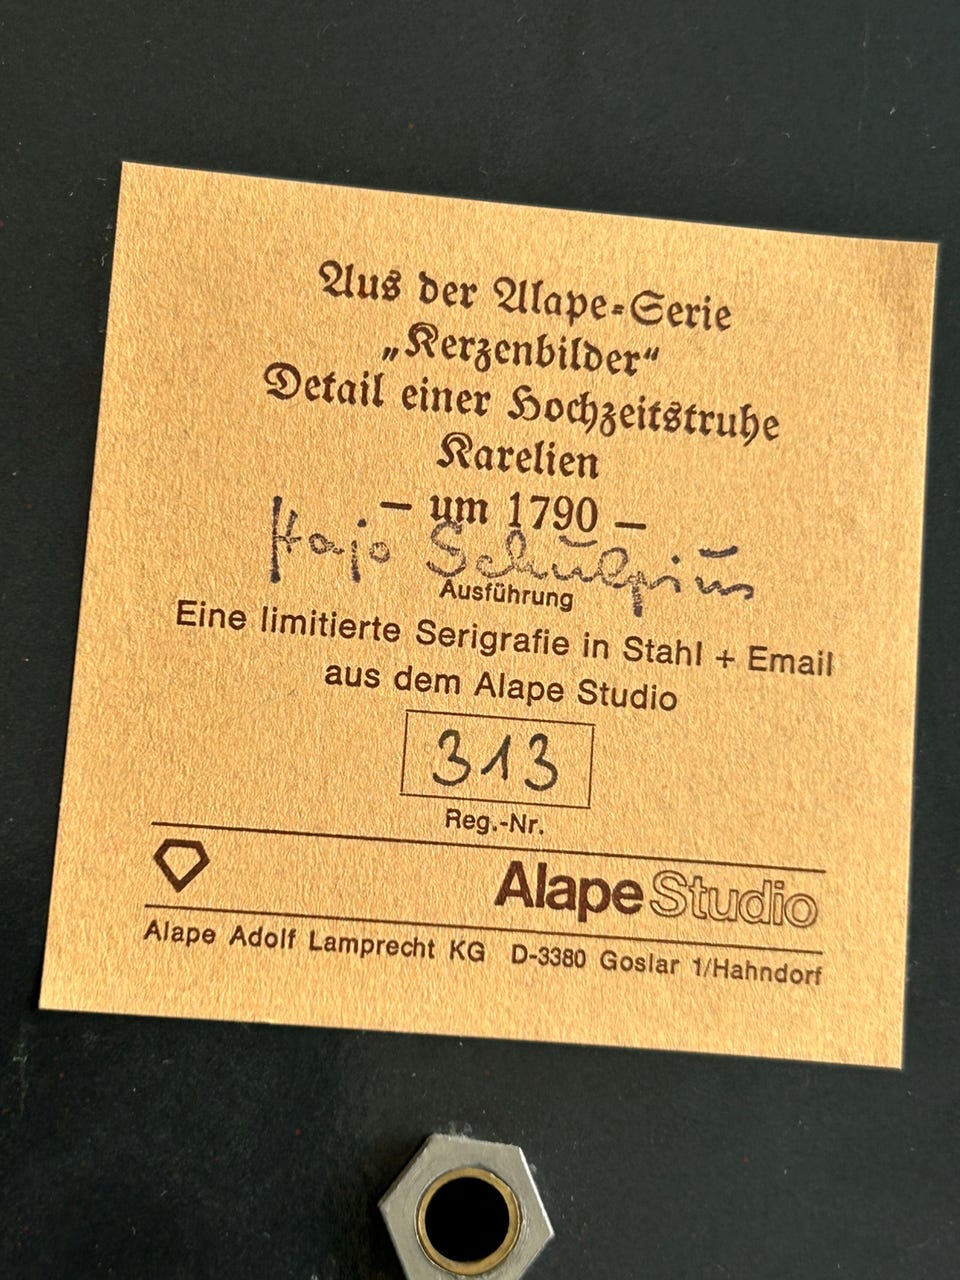 Aus der Alape=Serie
„Kerzenbilder“
Detail einer Hochzeitstruhe
Karelien
— um 1790 —
Hajo Schulpius
Ausführung
Eine limitierte Serigrafie in Stahl + Email
aus dem Alape Studio
313
Reg.-Nr.
Alape Studio
Alape Adolf Lamprecht KG D-3380 Goslar 1/Hahndorf